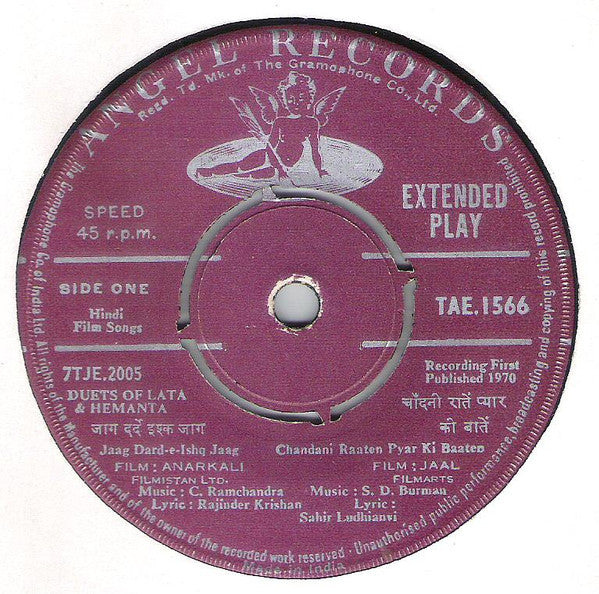 ANGEL RECORDS
Regd. Td. Mk. of The Gramophone Co., Ltd.
SPEED
45 r.p.m.
EXTENDED
PLAY
SIDE ONE
Hindi
Film Songs
TAE.1566
7TJE.2005
DUETS OF LATA
& HEMANTA
Recording First
Published 1970
जाग दर्दे इश्क जाग
Jaag Dard-e-Ishq Jaag
FILM : ANARKALI
FILMISTAN LTD.
Music : C. Ramchandra
Lyric : Rajinder Krishan
चाँदनी रातें प्यार
की बातें
Chandani Raaten Pyar Ki Baaten
FILM : JAAL
FILMARTS
Music : S. D. Burman
Lyric :
Sahir Ludhianvi
The Gramophone Co. of India Ltd. All rights of the Manufacturer and of the owner of the recorded work reserved · Unauthorised public performance, broadcasting and copying of this record prohibited
Made in India